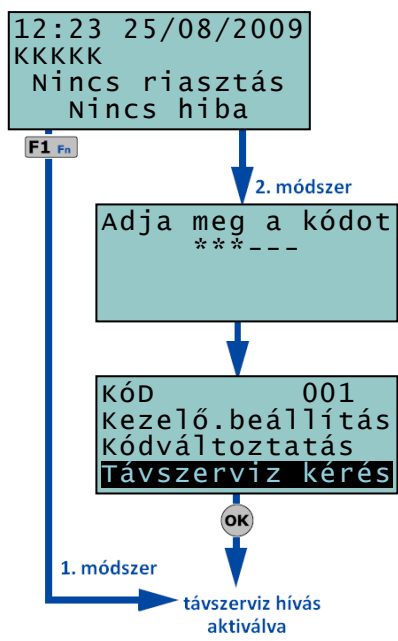 12:23 25/08/2009
KKKKK
Nincs riasztás
Nincs hiba
F1 Fn
2. módszer
Adja meg a kódot
***---
KóD 001
Kezelő.beállítás
Kódváltoztatás
Távszerviz kérés
OK
1. módszer
távszerviz hívás
aktiválva